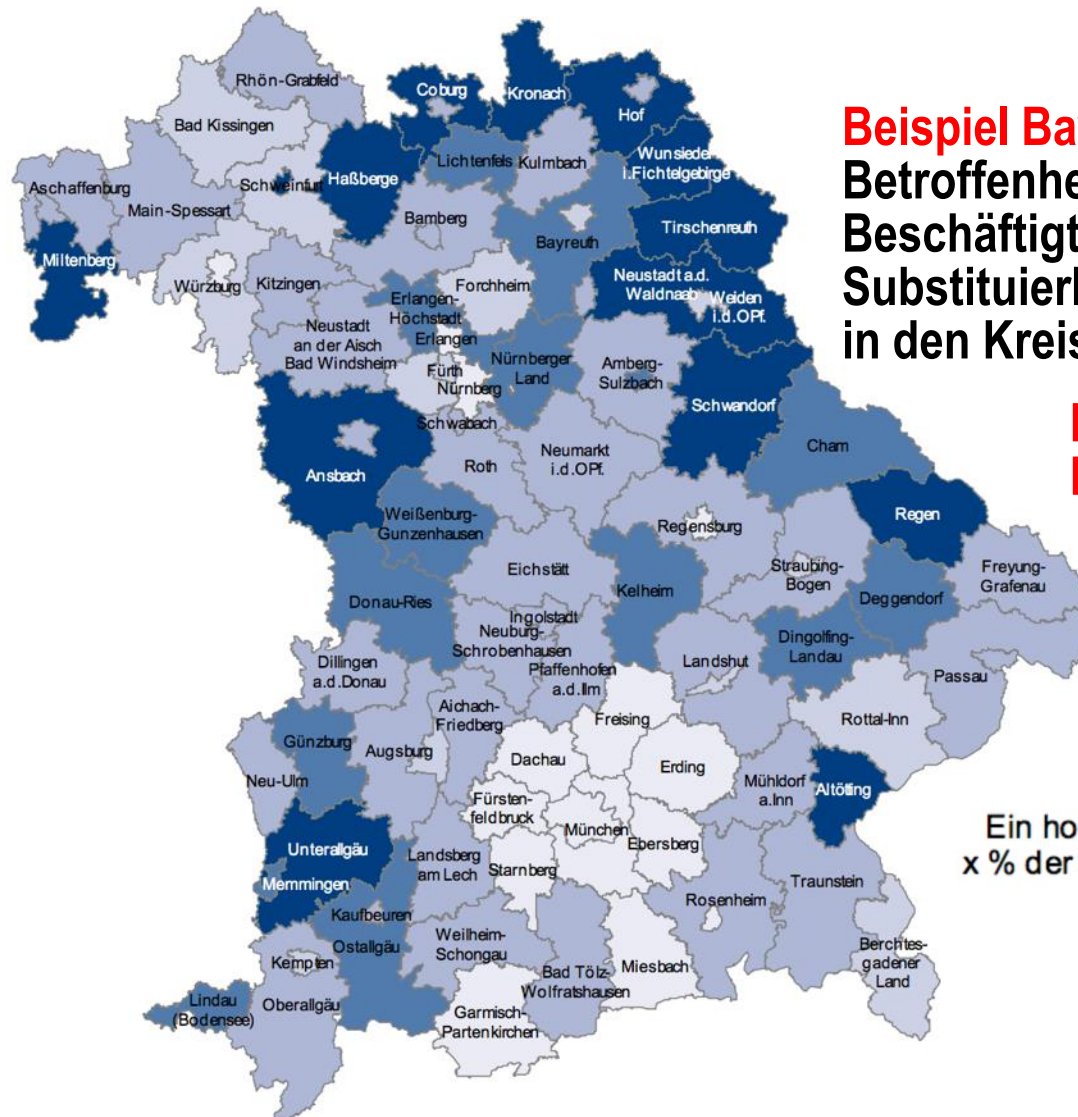 Rhön-Grabfeld
Coburg
Kronach
Hof
Bad Kissingen
Lichtenfels
Kulmbach
Wunsiedel
i.Fichtelgebirge
Aschaffenburg
Schweinfurt
Haßberge
Main-Spessart
Bamberg
Tirschenreuth
Bayreuth
Miltenberg
Würzburg
Kitzingen
Forchheim
Neustadt a.d.
Waldnaab
Weiden
i.d.OPf.
Erlangen-
Höchstadt
Erlangen
Neustadt
an der Aisch
Bad Windsheim
Nürnberger
Land
Amberg-
Sulzbach
Fürth
Nürnberg
Schwandorf
Schwabach
Cham
Roth
Neumarkt
i.d.OPf.
Ansbach
Weißenburg-
Gunzenhausen
Regensburg
Regen
Eichstätt
Straubing-
Bogen
Freyung-
Grafenau
Donau-Ries
Kelheim
Deggendorf
Ingolstadt
Neuburg-
Schrobenhausen
Dingolfing-
Landau
Dillingen
a.d.Donau
Pfaffenhofen
a.d.Ilm
Landshut
Passau
Aichach-
Friedberg
Freising
Rottal-Inn
Günzburg
Augsburg
Dachau
Erding
Neu-Ulm
Mühldorf
a.Inn
Altötting
Fürsten-
feldbruck
München
Ebersberg
Unterallgäu
Landsberg
am Lech
Starnberg
Memmingen
Traunstein
Rosenheim
Kaufbeuren
Weilheim-
Schongau
Ostallgäu
Berchtes-
gadener
Land
Kempten
Bad Tölz-
Wolfratshausen
Miesbach
Lindau
(Bodensee)
Oberallgäu
Garmisch-
Partenkirchen
Beispiel Ba
Betroffenhe
Beschäftigt
Substituierl
in den Kreis
Ein ho
x % der